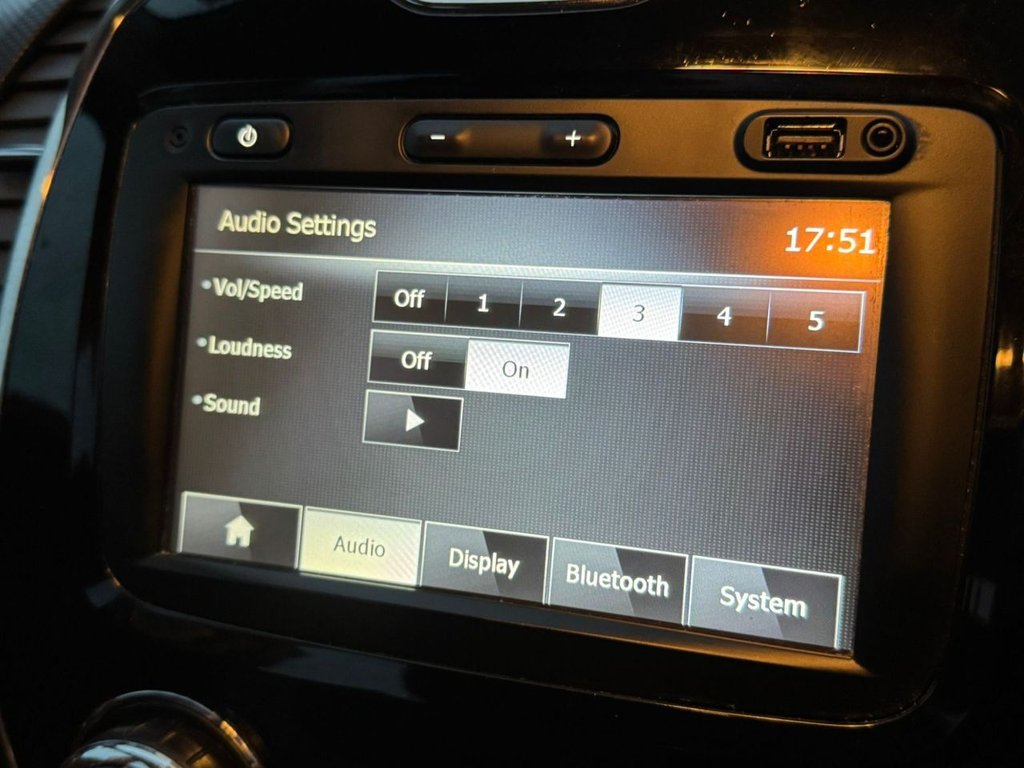 - +
Audio Settings 17:51
•Vol/Speed Off 1 2 3 4 5
•Loudness Off On
•Sound
Audio Display Bluetooth System